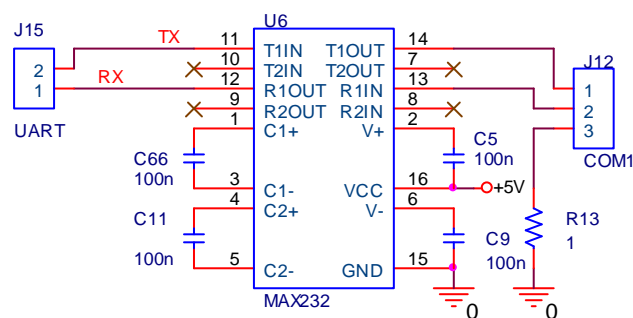 U6
J15
TX
11
T1IN
T1OUT
14
10
T2IN
T2OUT
7
J12
2
1
RX
12
R1OUT
R1IN
13
1
2
3
9
R2OUT
R2IN
8
UART
1
C1+
V+
2
C5
100n
COM1
C66
100n
3
C1-
VCC
16
+5V
4
C2+
V-
6
C11
100n
R13
1
C9
100n
5
C2-
GND
15
MAX232
0
0